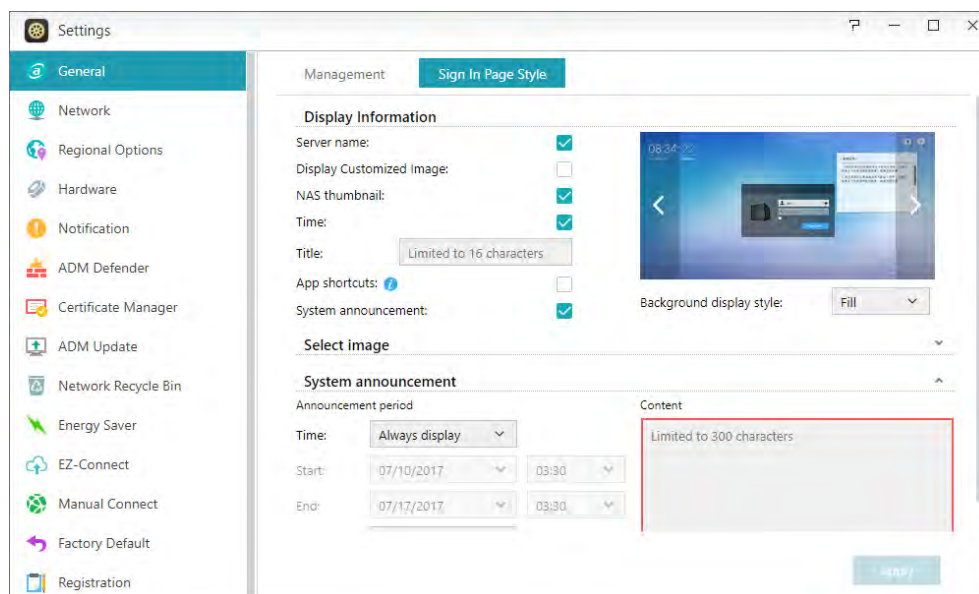 Settings
General
Network
Regional Options
Hardware
Notification
ADM Defender
Certificate Manager
ADM Update
Network Recycle Bin
Energy Saver
EZ-Connect
Manual Connect
Factory Default
Registration
Management
Sign In Page Style
Display Information
Server name:
Display Customized Image:
NAS thumbnail:
Time:
Title: Limited to 16 characters
App shortcuts:
System announcement:
08:34
Background display style: Fill
Select image
System announcement
Announcement period
Time: Always display
Start: 07/10/2017 03:30
End: 07/17/2017 03:30
Content
Limited to 300 characters
Apply